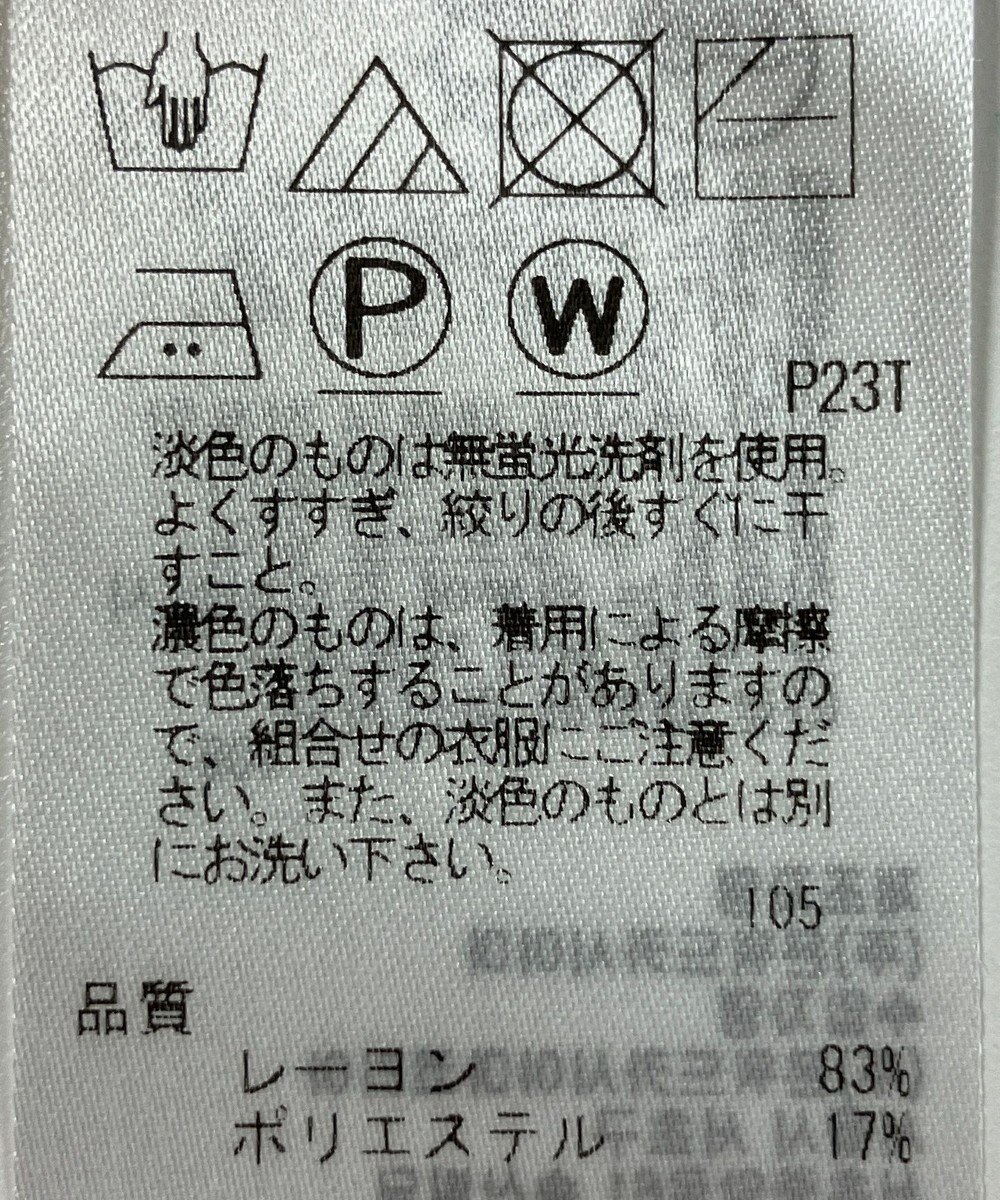 P W
P23T
淡色のものは無蛍光洗剤を使用。
よくすすぎ、絞りの後すぐに干
すこと。
濃色のものは、着用による摩擦
で色落ちすることがありますの
で、組合せの衣服にご注意くだ
さい。また、淡色のものとは別
にお洗い下さい。
105
品質
レーヨン 83%
ポリエステル 17%